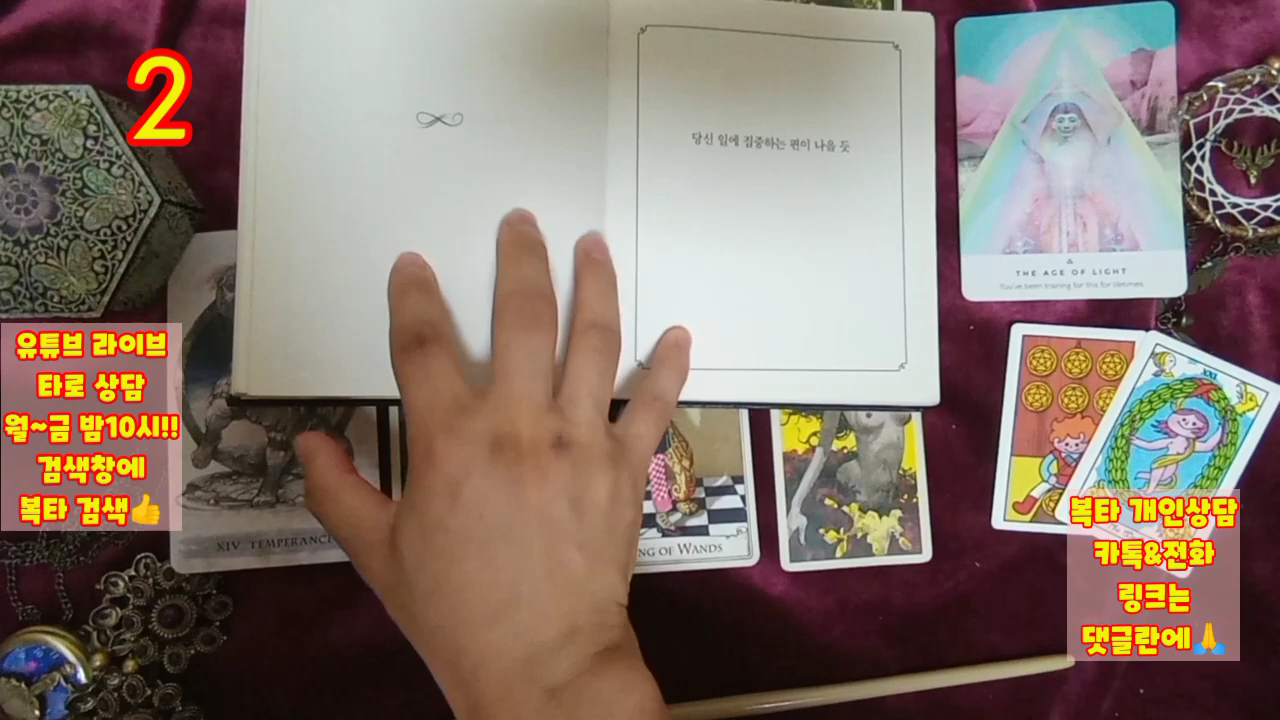 2
당신 일에 집중하는 편이 나을 듯
THE AGE OF LIGHT
You've been training for this for lifetimes.
유튜브 라이브
타로 상담
월~금 밤10시!!
검색창에
복타 검색👍
XIV TEMPERANC
NG OF WANDS
XXI
복타 개인상담
카톡&전화
링크는
댓글란에🙏